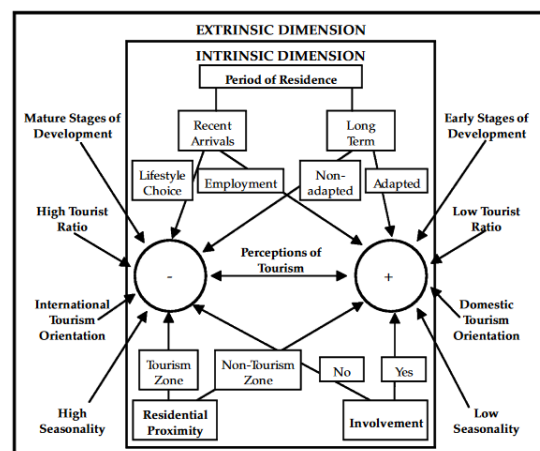 EXTRINSIC DIMENSION
INTRINSIC DIMENSION
Period of Residence
Mature Stages of
Development
Recent
Arrivals
Long
Term
Early Stages of
Development
Lifestyle
Choice
Employment
Non-
adapted
Adapted
High Tourist
Ratio
Low Tourist
Ratio
Perceptions of
Tourism
-
+
International
Tourism
Orientation
Domestic
Tourism
Orientation
Tourism
Zone
Non-Tourism
Zone
No
Yes
High
Seasonality
Residential
Proximity
Involvement
Low
Seasonality